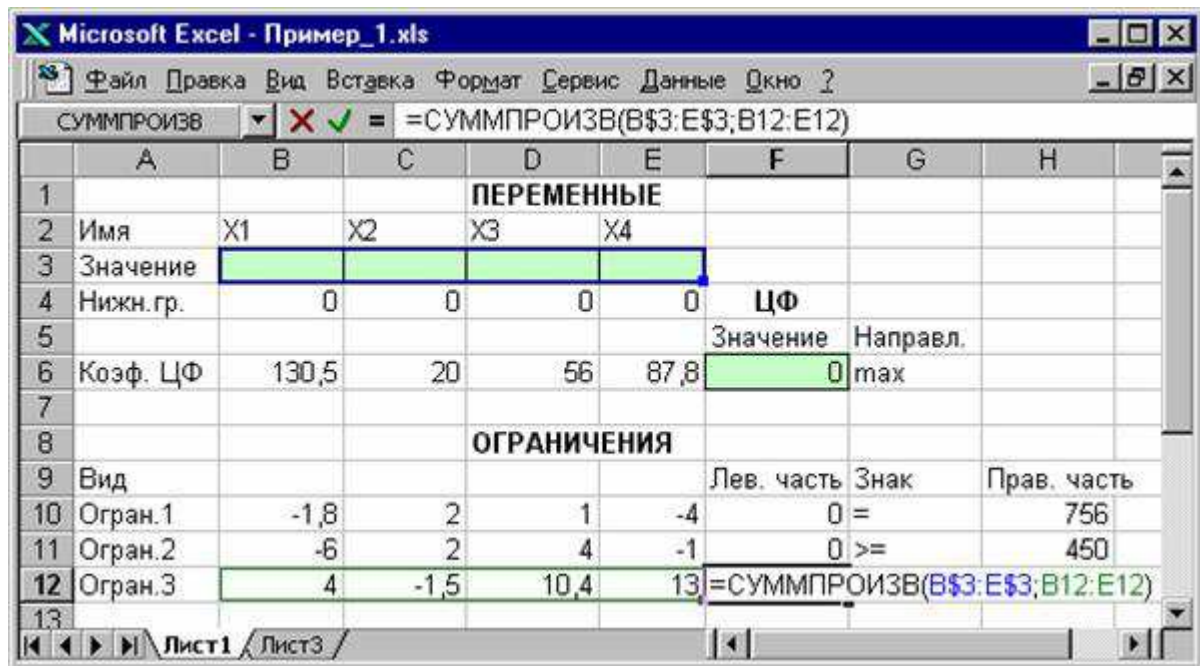 Microsoft Excel - Пример_1.xls
Файл Правка Вид Вставка Формат Сервис Данные Окно ?
СУММПРОИЗВ = =СУММПРОИЗВ(B$3:E$3;B12:E12)
A B C D E F G H
1 ПЕРЕМЕННЫЕ
2 Имя X1 X2 X3 X4
3 Значение
4 Нижн.гр. 0 0 0 0 ЦФ
5 Значение Направл.
6 Коэф. ЦФ 130,5 20 56 87,8 0 max
7
8 ОГРАНИЧЕНИЯ
9 Вид Лев. часть Знак Прав. часть
10 Огран.1 -1,8 2 1 -4 0 = 756
11 Огран.2 -6 2 4 -1 0 >= 450
12 Огран.3 4 -1,5 10,4 13 =СУММПРОИЗВ(B$3:E$3;B12:E12)
13
Лист1 Лист3